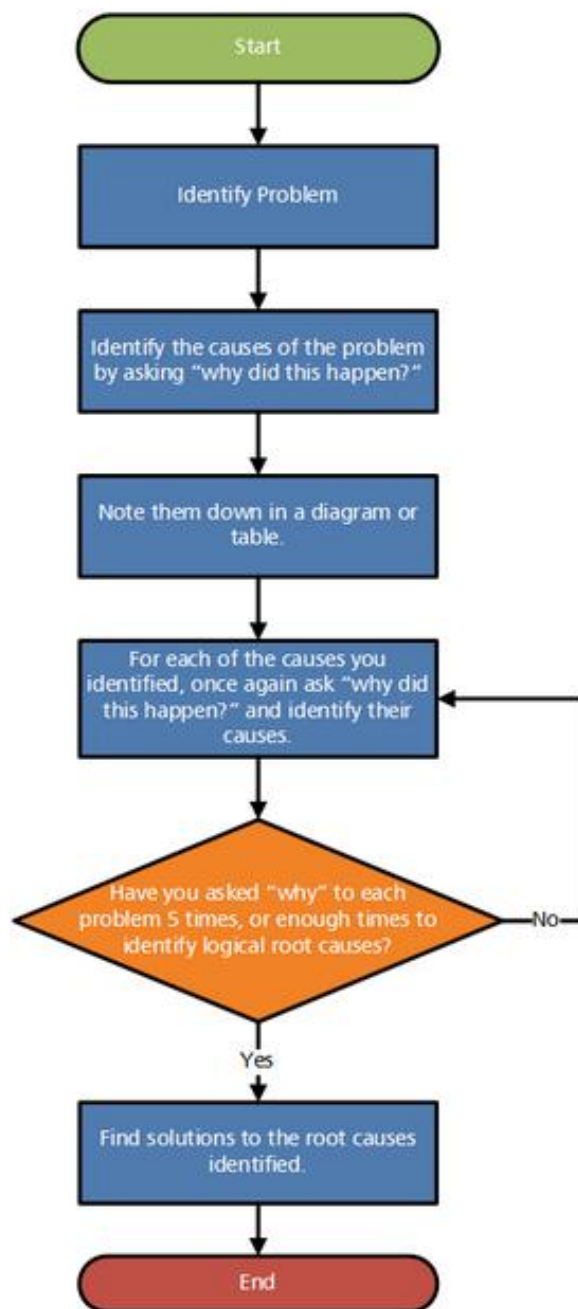 Start
Identify Problem
Identify the causes of the problem
by asking “why did this happen?”
Note them down in a diagram or
table.
For each of the causes you
identified, once again ask “why did
this happen?” and identify their
causes.
Have you asked “why” to each
problem 5 times, or enough times to
identify logical root causes?
No
Yes
Find solutions to the root causes
identified.
End